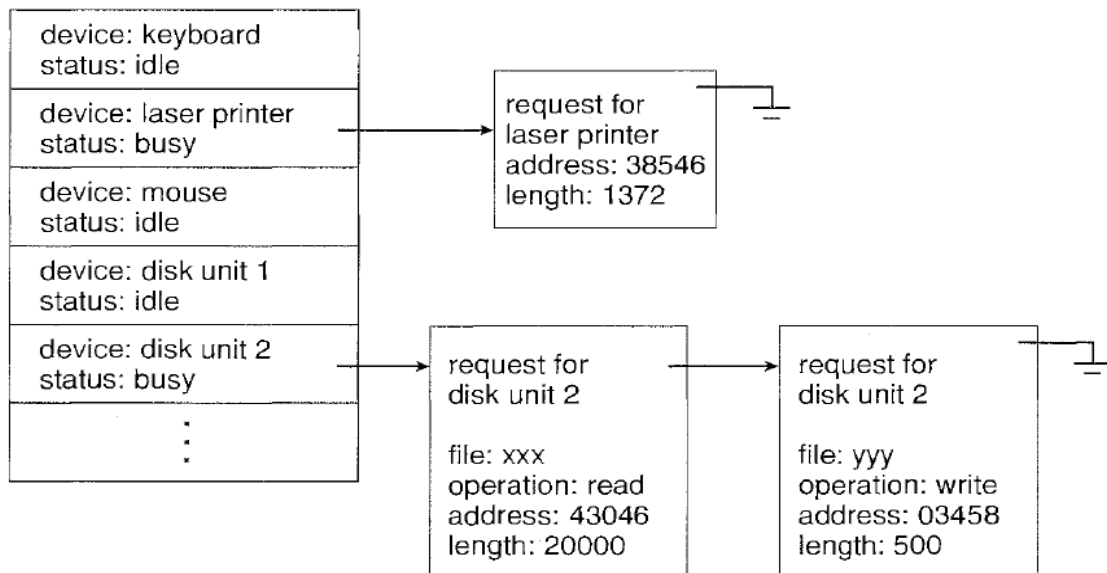 device: keyboard
status: idle
device: laser printer
status: busy
device: mouse
status: idle
device: disk unit 1
status: idle
device: disk unit 2
status: busy
request for
laser printer
address: 38546
length: 1372
request for
disk unit 2
file: xxx
operation: read
address: 43046
length: 20000
request for
disk unit 2
file: yyy
operation: write
address: 03458
length: 500